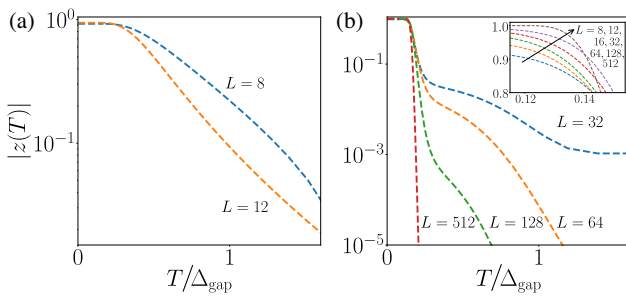 (a)
10^0
10^{-1}
|z(T)|
L = 8
L = 12
0
1
T/Δ_gap
(b)
10^{-1}
10^{-3}
10^{-5}
1.0
0.9
0.8
0.12
0.14
L = 8, 12,
16, 32,
64, 128,
512
L = 32
L = 512
L = 128
L = 64
0
1
T/Δ_gap